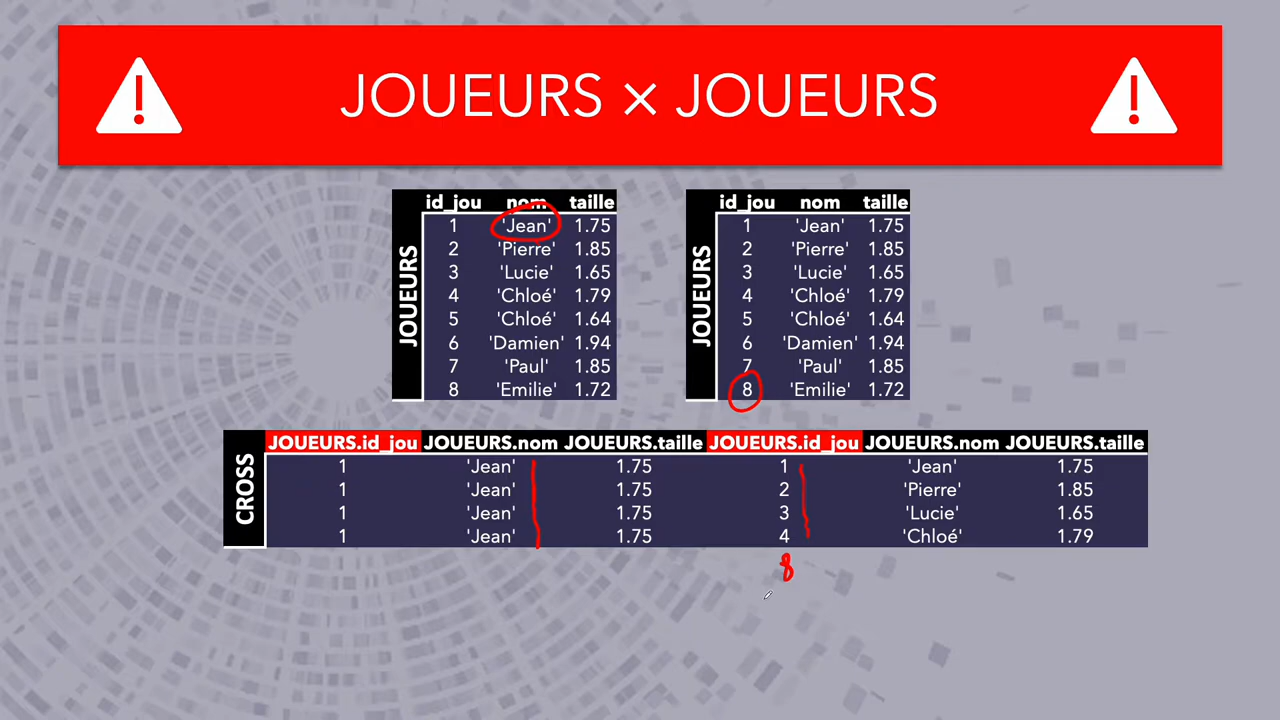 JOUEURS × JOUEURS
JOUEURS
id_jou nom taille
1 'Jean' 1.75
2 'Pierre' 1.85
3 'Lucie' 1.65
4 'Chloé' 1.79
5 'Chloé' 1.64
6 'Damien' 1.94
7 'Paul' 1.85
8 'Emilie' 1.72
JOUEURS
id_jou nom taille
1 'Jean' 1.75
2 'Pierre' 1.85
3 'Lucie' 1.65
4 'Chloé' 1.79
5 'Chloé' 1.64
6 'Damien' 1.94
7 'Paul' 1.85
8 'Emilie' 1.72
CROSS
JOUEURS.id_jou JOUEURS.nom JOUEURS.taille JOUEURS.id_jou JOUEURS.nom JOUEURS.taille
1 'Jean' 1.75 1 'Jean' 1.75
1 'Jean' 1.75 2 'Pierre' 1.85
1 'Jean' 1.75 3 'Lucie' 1.65
1 'Jean' 1.75 4 'Chloé' 1.79
8